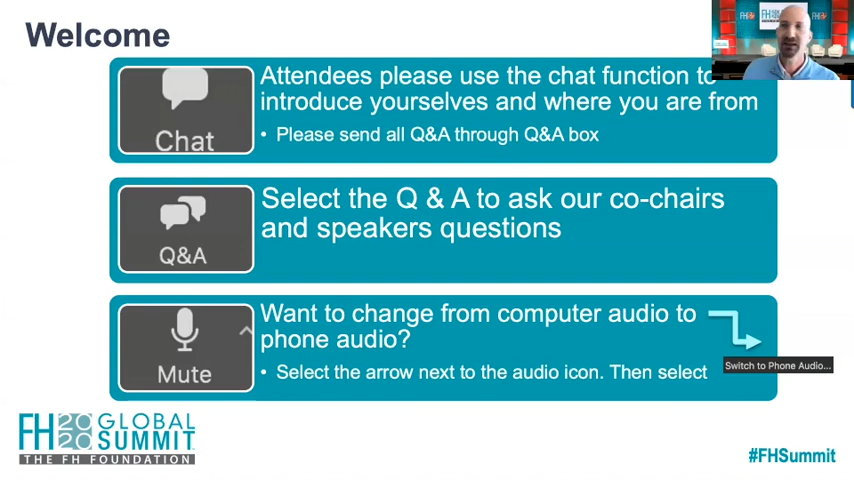 Welcome
Chat
Attendees please use the chat function to
introduce yourselves and where you are from
• Please send all Q&A through Q&A box
Q&A
Select the Q & A to ask our co-chairs
and speakers questions
Mute
Want to change from computer audio to
phone audio?
• Select the arrow next to the audio icon. Then select
Switch to Phone Audio...
FH 2020 GLOBAL
SUMMIT
THE FH FOUNDATION
#FHSummit